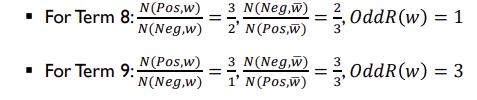 ▪ For Term 8: N(Pos,w)/N(Neg,w) = 3/2, N(Neg,w̅)/N(Pos,w̅) = 2/3, OddR(w) = 1
▪ For Term 9: N(Pos,w)/N(Neg,w) = 3/1, N(Neg,w̅)/N(Pos,w̅) = 3/3, OddR(w) = 3